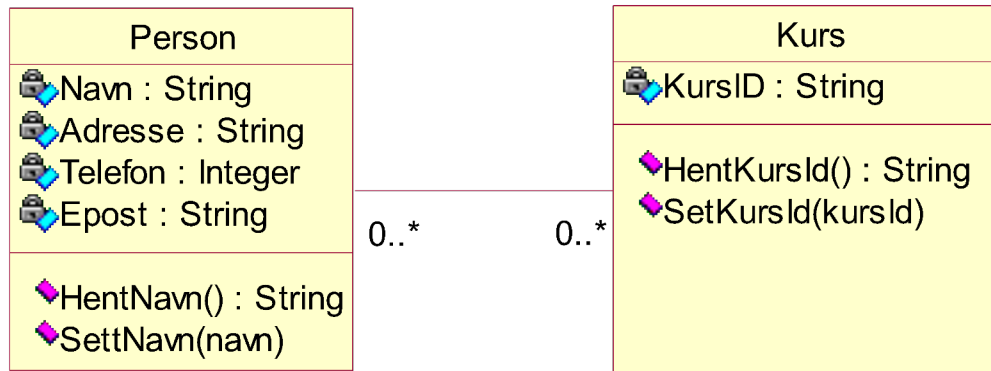 Person
Navn : String
Adresse : String
Telefon : Integer
Epost : String
HentNavn() : String
SettNavn(navn)
0..*
0..*
Kurs
KursID : String
HentKursId() : String
SetKursId(kursId)